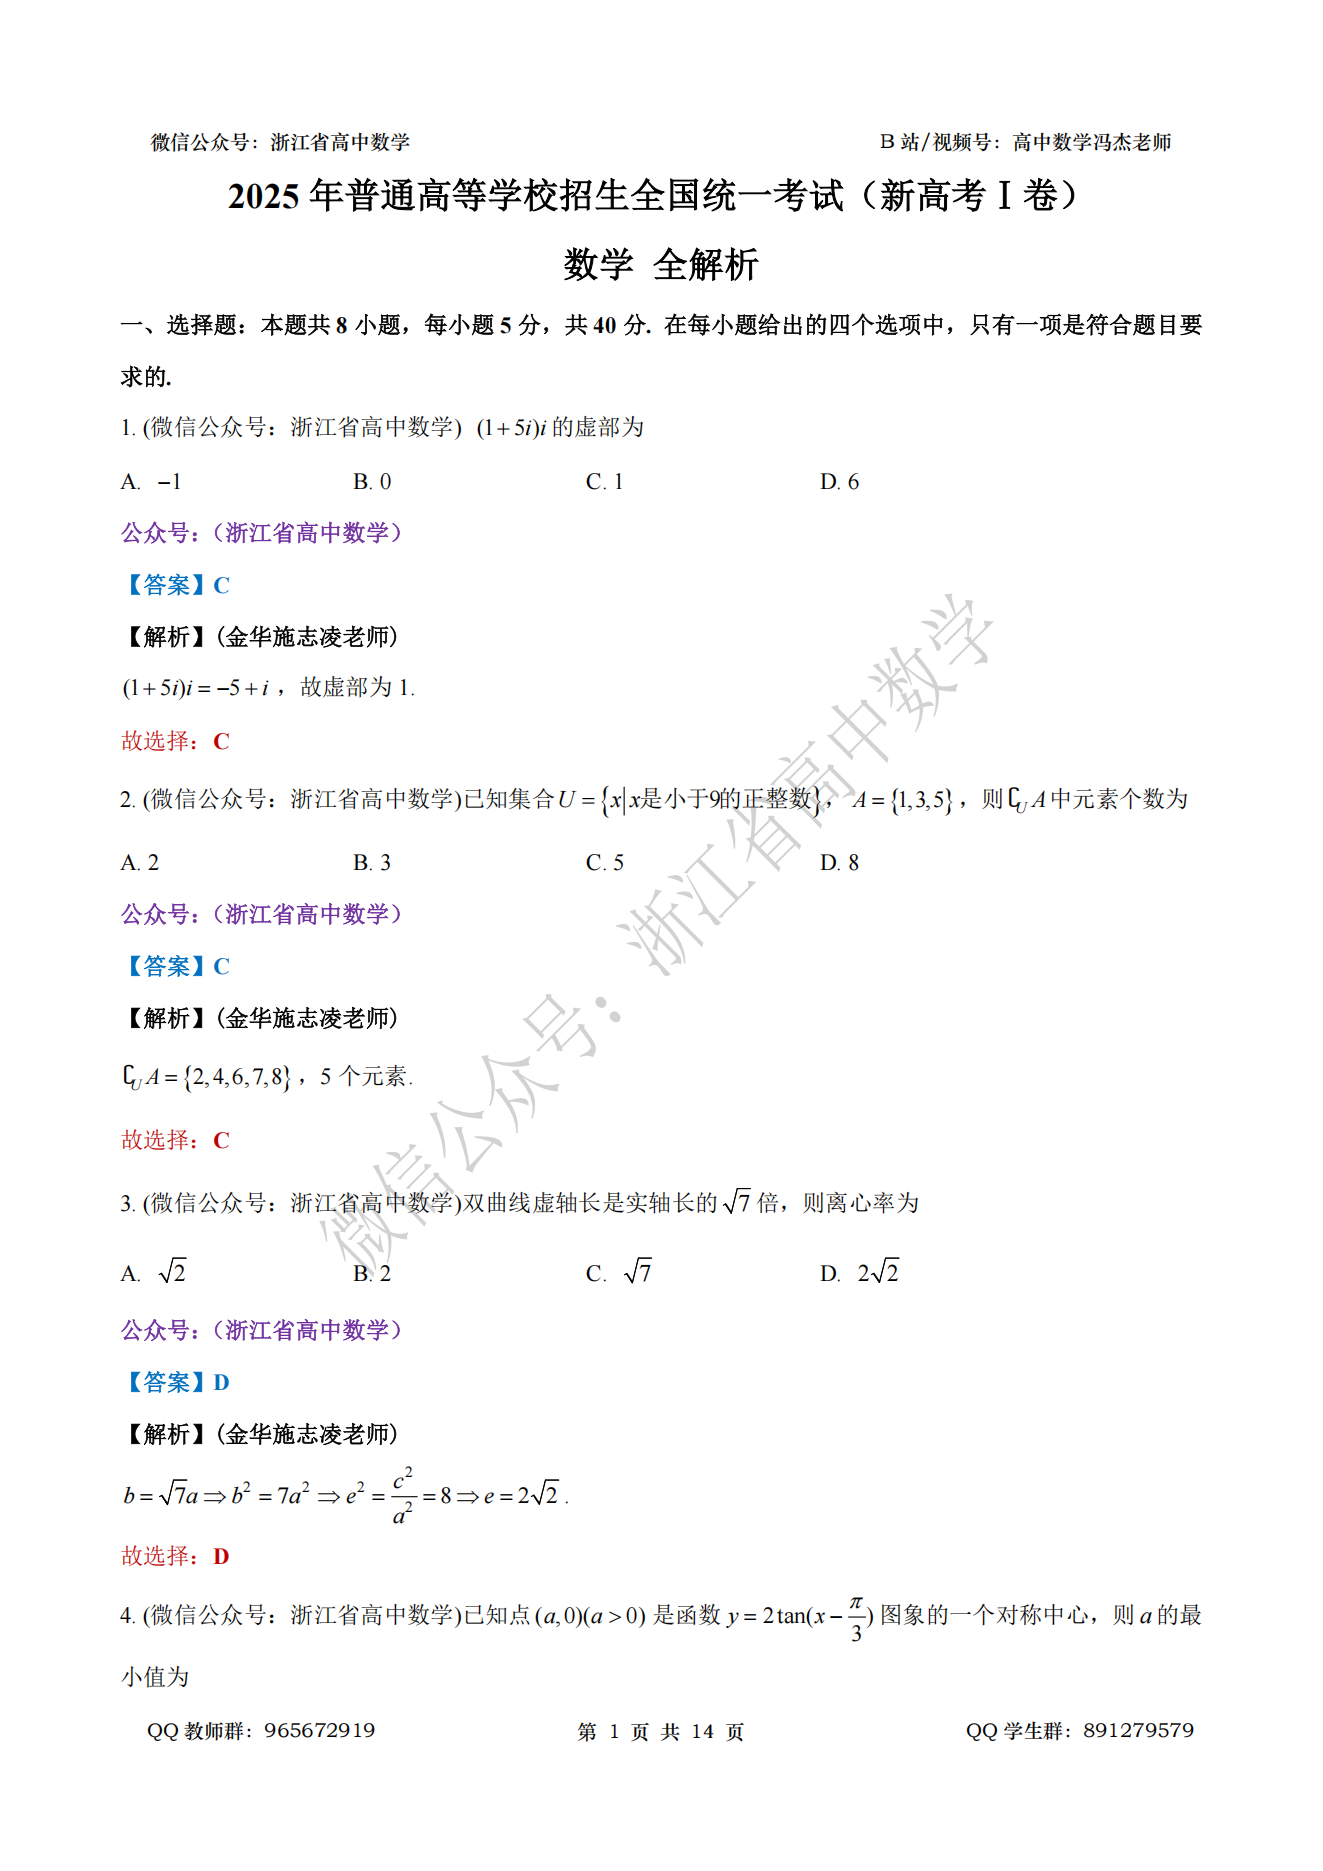 微信公众号：浙江省高中数学 B 站/视频号：高中数学冯杰老师
2025 年普通高等学校招生全国统一考试（新高考 I 卷）
数学 全解析
一、选择题：本题共 8 小题，每小题 5 分，共 40 分. 在每小题给出的四个选项中，只有一项是符合题目要
求的.
1. (微信公众号：浙江省高中数学) (1+5i)i 的虚部为
A. −1 B. 0 C. 1 D. 6
公众号：（浙江省高中数学）
【答案】C
【解析】(金华施志凌老师)
(1+5i)i = −5+i ，故虚部为 1.
故选择：C
2. (微信公众号：浙江省高中数学)已知集合 U = {x|x是小于9的正整数}， A = {1,3,5} ，则 ∁_U A 中元素个数为
A. 2 B. 3 C. 5 D. 8
公众号：（浙江省高中数学）
【答案】C
【解析】(金华施志凌老师)
∁_U A = {2,4,6,7,8} ，5 个元素.
故选择：C
3. (微信公众号：浙江省高中数学)双曲线虚轴长是实轴长的 √7 倍，则离心率为
A. √2 B. 2 C. √7 D. 2√2
公众号：（浙江省高中数学）
【答案】D
【解析】(金华施志凌老师)
b = √7a ⇒ b² = 7a² ⇒ e² = c²/a² = 8 ⇒ e = 2√2 .
故选择：D
4. (微信公众号：浙江省高中数学)已知点 (a,0)(a > 0) 是函数 y = 2tan(x − π/3) 图象的一个对称中心，则 a 的最
小值为
QQ 教师群：965672919 第 1 页 共 14 页 QQ 学生群：891279579
微信公众号：浙江省高中数学